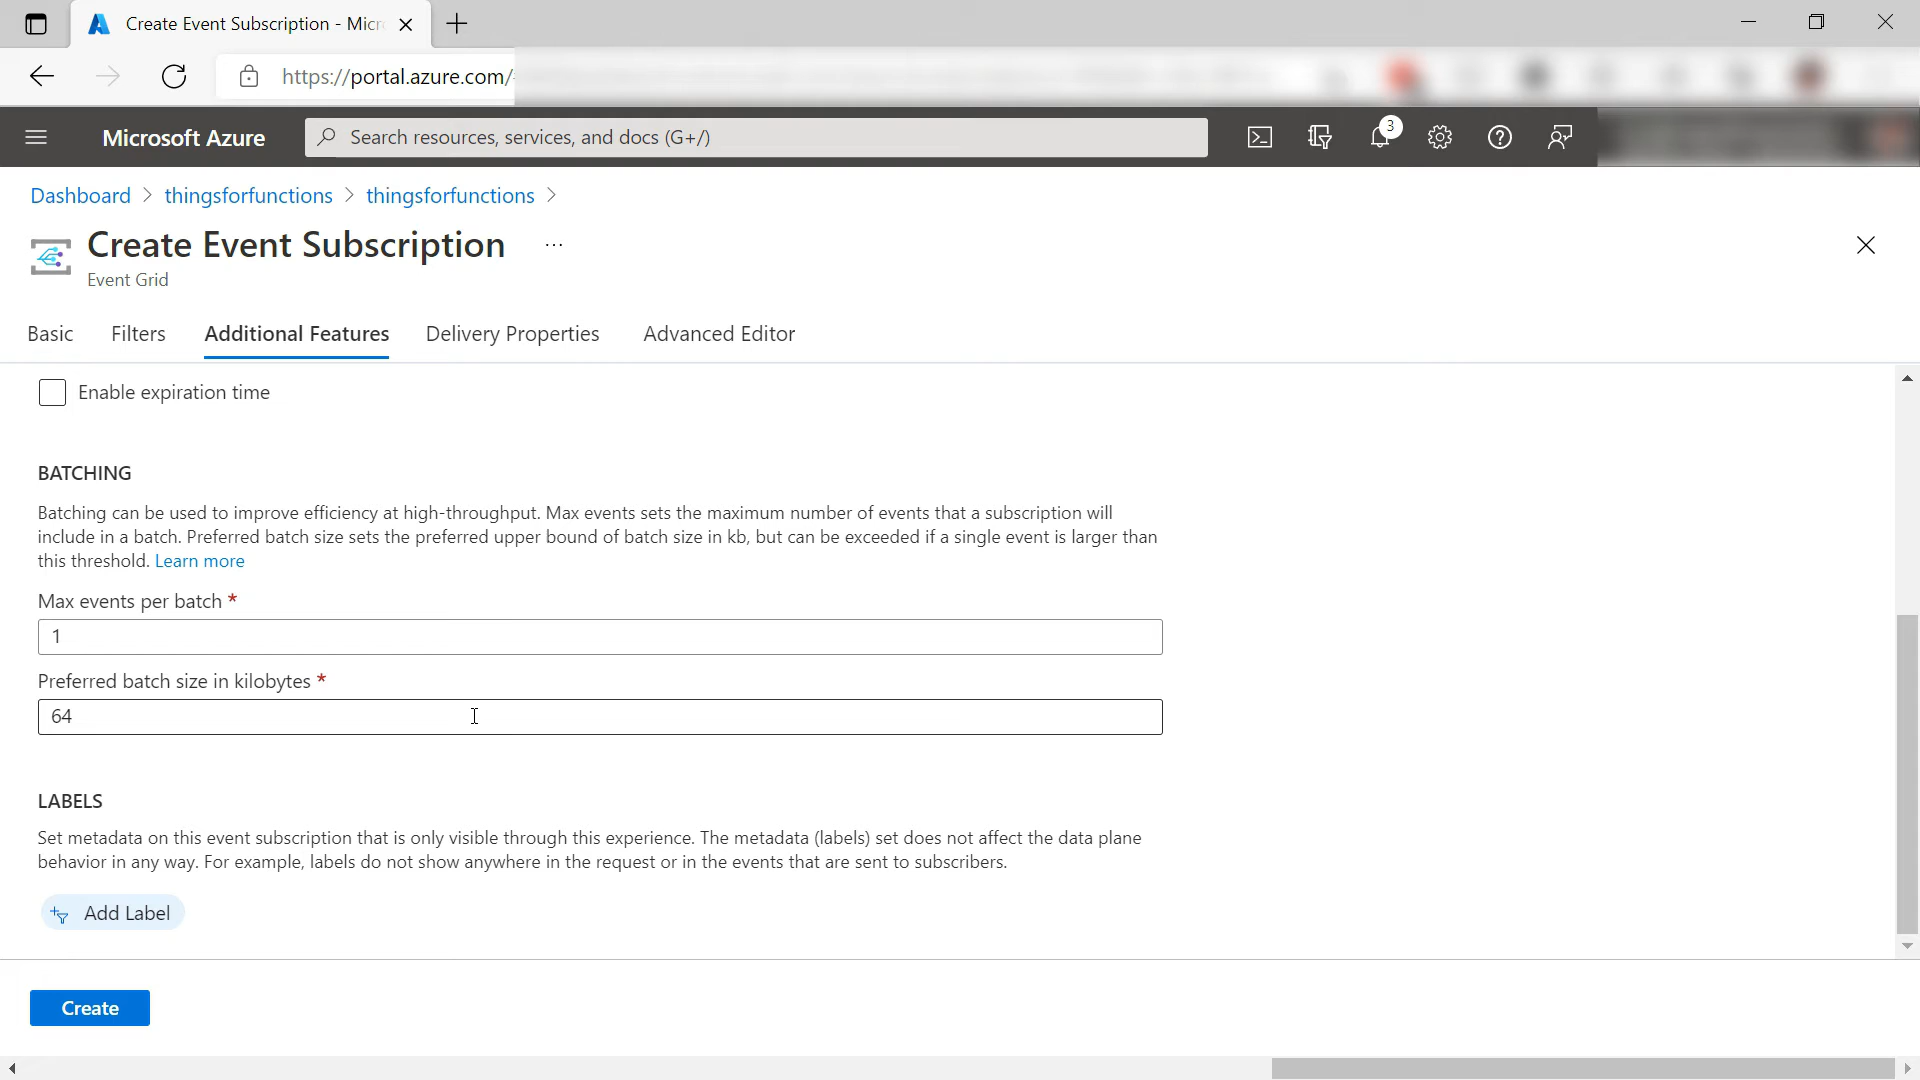 Create Event Subscription - Micr
https://portal.azure.com/
Microsoft Azure
Search resources, services, and docs (G+/)
3
Dashboard > thingsforfunctions > thingsforfunctions >
Create Event Subscription ...
Event Grid
Basic Filters Additional Features Delivery Properties Advanced Editor
Enable expiration time
BATCHING
Batching can be used to improve efficiency at high-throughput. Max events sets the maximum number of events that a subscription will
include in a batch. Preferred batch size sets the preferred upper bound of batch size in kb, but can be exceeded if a single event is larger than
this threshold. Learn more
Max events per batch *
1
Preferred batch size in kilobytes *
64
LABELS
Set metadata on this event subscription that is only visible through this experience. The metadata (labels) set does not affect the data plane
behavior in any way. For example, labels do not show anywhere in the request or in the events that are sent to subscribers.
Add Label
Create